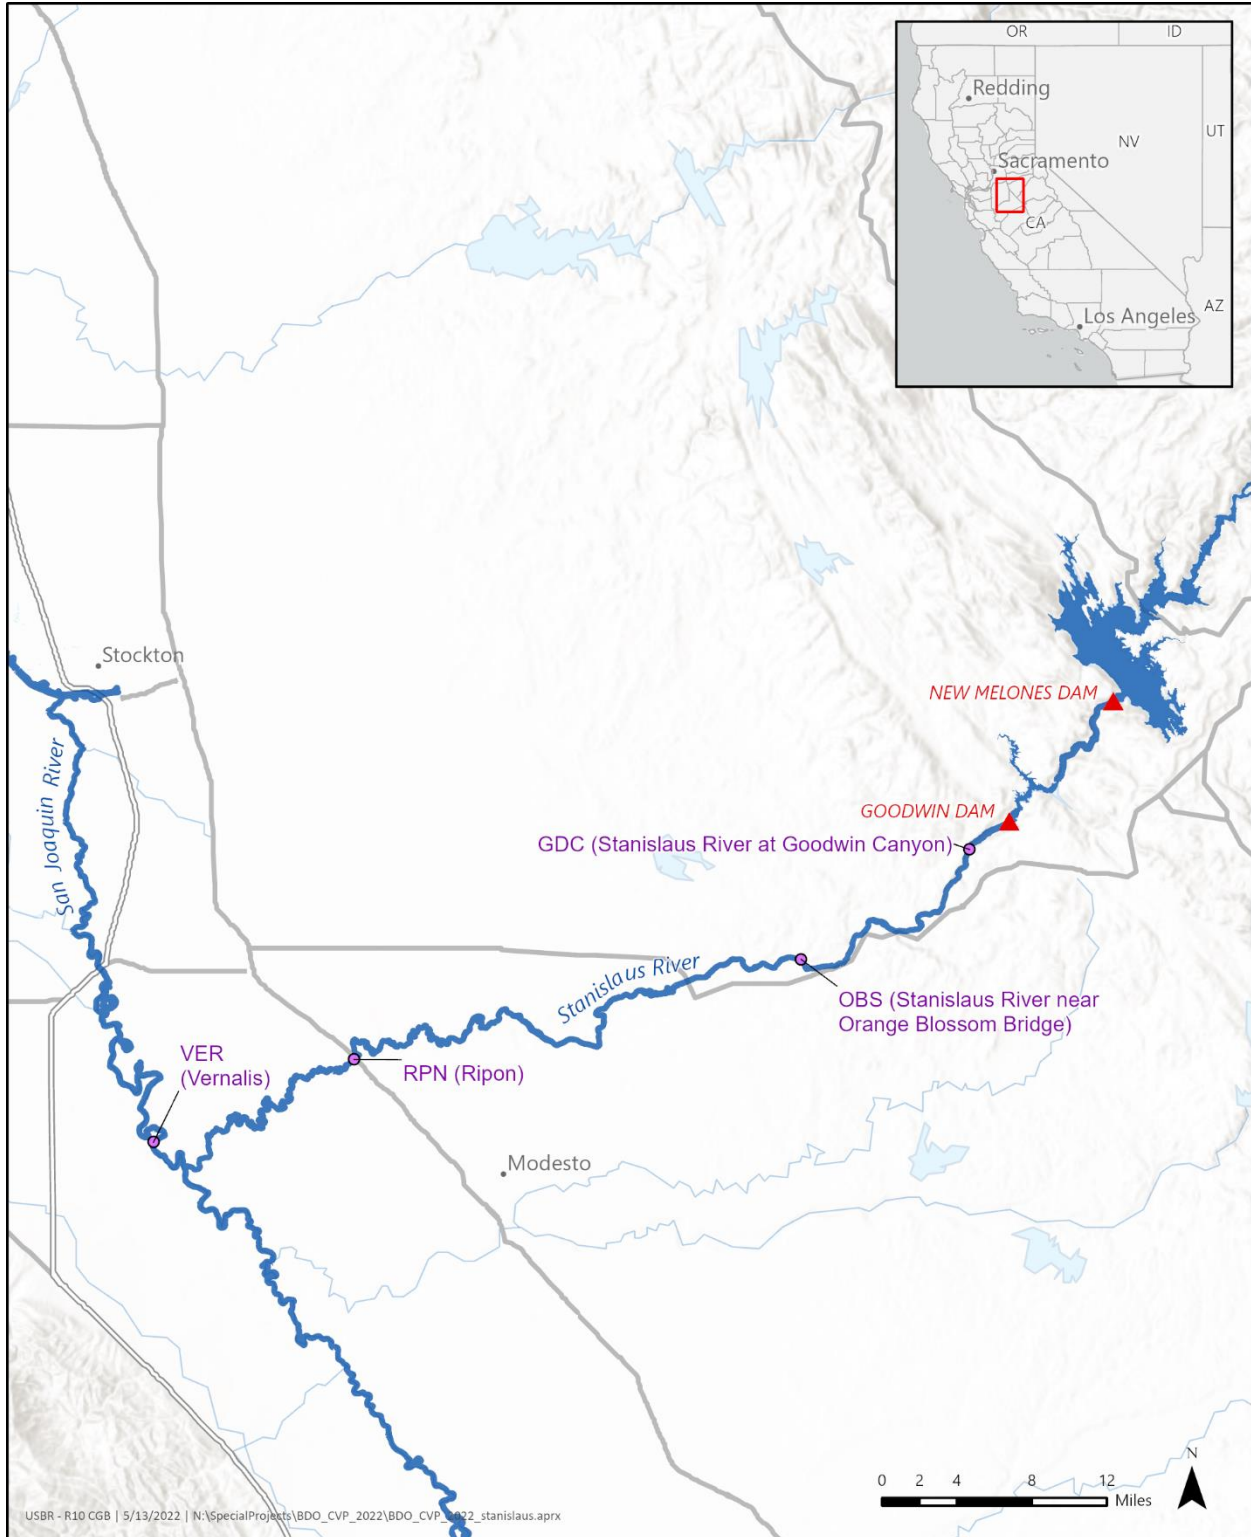 OR
ID
Redding
NV
UT
Sacramento
CA
AZ
Los Angeles
Stockton
San Joaquin River
NEW MELONES DAM
GOODWIN DAM
GDC (Stanislaus River at Goodwin Canyon)
Stanislaus River
OBS (Stanislaus River near
Orange Blossom Bridge)
VER
(Vernalis)
RPN (Ripon)
Modesto
N
0 2 4 8 12
Miles
USBR - R10 CGB | 5/13/2022 | N:\SpecialProjects\BDO_CVP_2022\BDO_CVP_2022_stanislaus.aprx